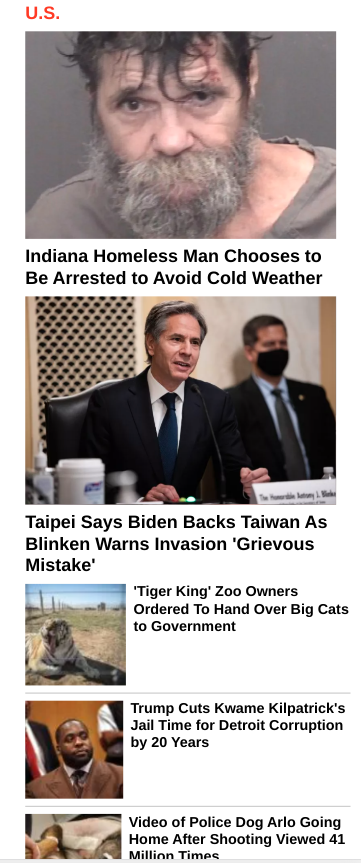 U.S.
Indiana Homeless Man Chooses to
Be Arrested to Avoid Cold Weather
The Honorable Antony J. Blinken
Taipei Says Biden Backs Taiwan As
Blinken Warns Invasion 'Grievous
Mistake'
'Tiger King' Zoo Owners
Ordered To Hand Over Big Cats
to Government
Trump Cuts Kwame Kilpatrick's
Jail Time for Detroit Corruption
by 20 Years
Video of Police Dog Arlo Going
Home After Shooting Viewed 41
Million Times